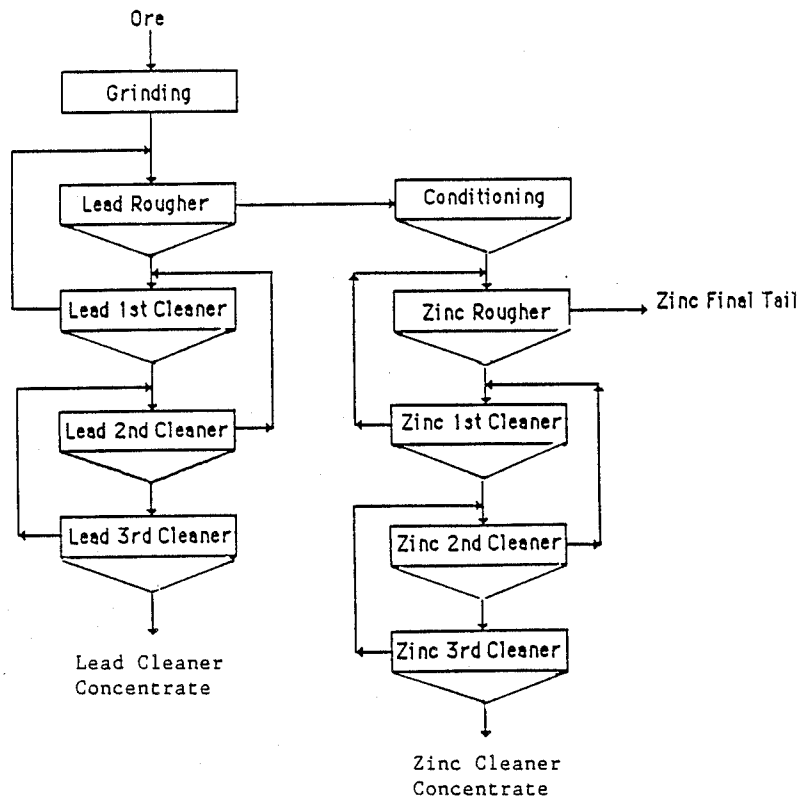 Ore
Grinding
Lead Rougher
Conditioning
Lead 1st Cleaner
Zinc Rougher
Zinc Final Tail
Lead 2nd Cleaner
Zinc 1st Cleaner
Lead 3rd Cleaner
Zinc 2nd Cleaner
Lead Cleaner
Concentrate
Zinc 3rd Cleaner
Zinc Cleaner
Concentrate